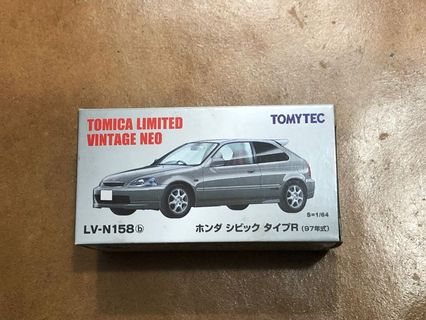 TOMICA LIMITED
VINTAGE NEO
TOMYTEC
S=1/64
LV-N158ⓑ
ホンダ シビック タイプR (97年式)